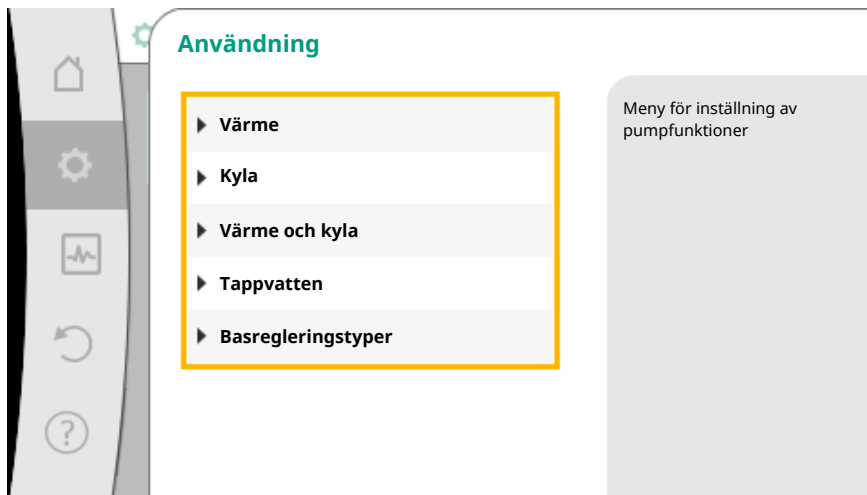 Användning
Värme
Kyla
Värme och kyla
Tappvatten
Basregleringstyper
Meny för inställning av
pumpfunktioner
?